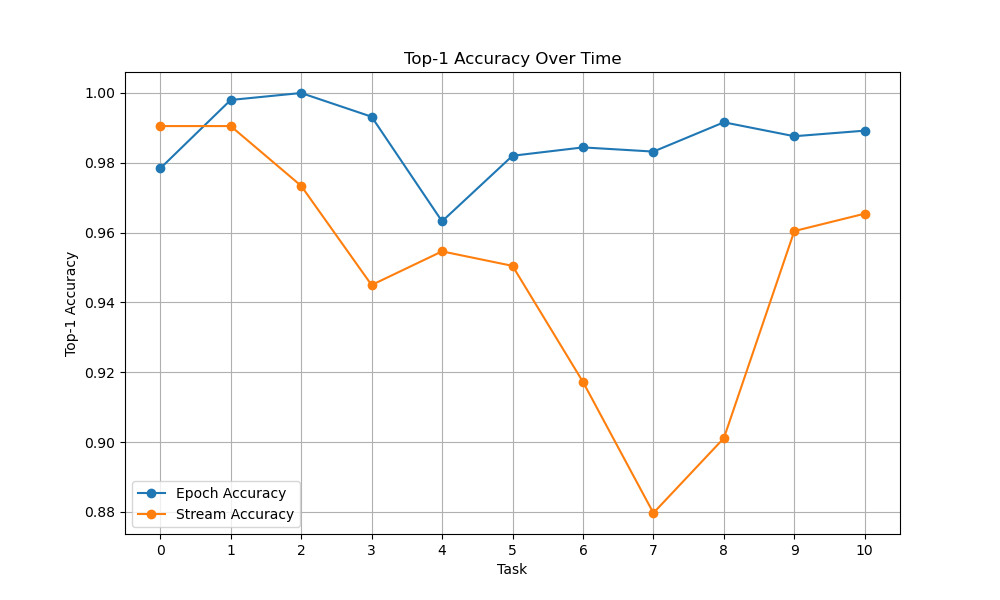 Top-1 Accuracy Over Time
Top-1 Accuracy
1.00
0.98
0.96
0.94
0.92
0.90
0.88
Epoch Accuracy
Stream Accuracy
0 1 2 3 4 5 6 7 8 9 10
Task